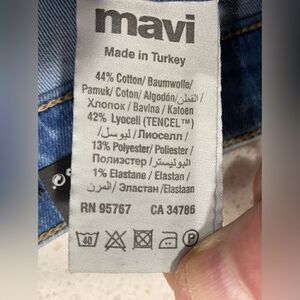 mavi
Made in Turkey
44% Cotton/ Baumwolle/
Pamuk/ Coton/ Algodón/ القطن/
Хлопок / Bavlna / Katoen
42% Lyocell (TENCEL™)
/ Лиоселл / ليوسل/
13% Polyester/ Poliester /
Полиэстер / البوليستر/
1% Elastane / Elastan /
/ Эластан / Elastaan المرن
RN 95767 CA 34786
40 P